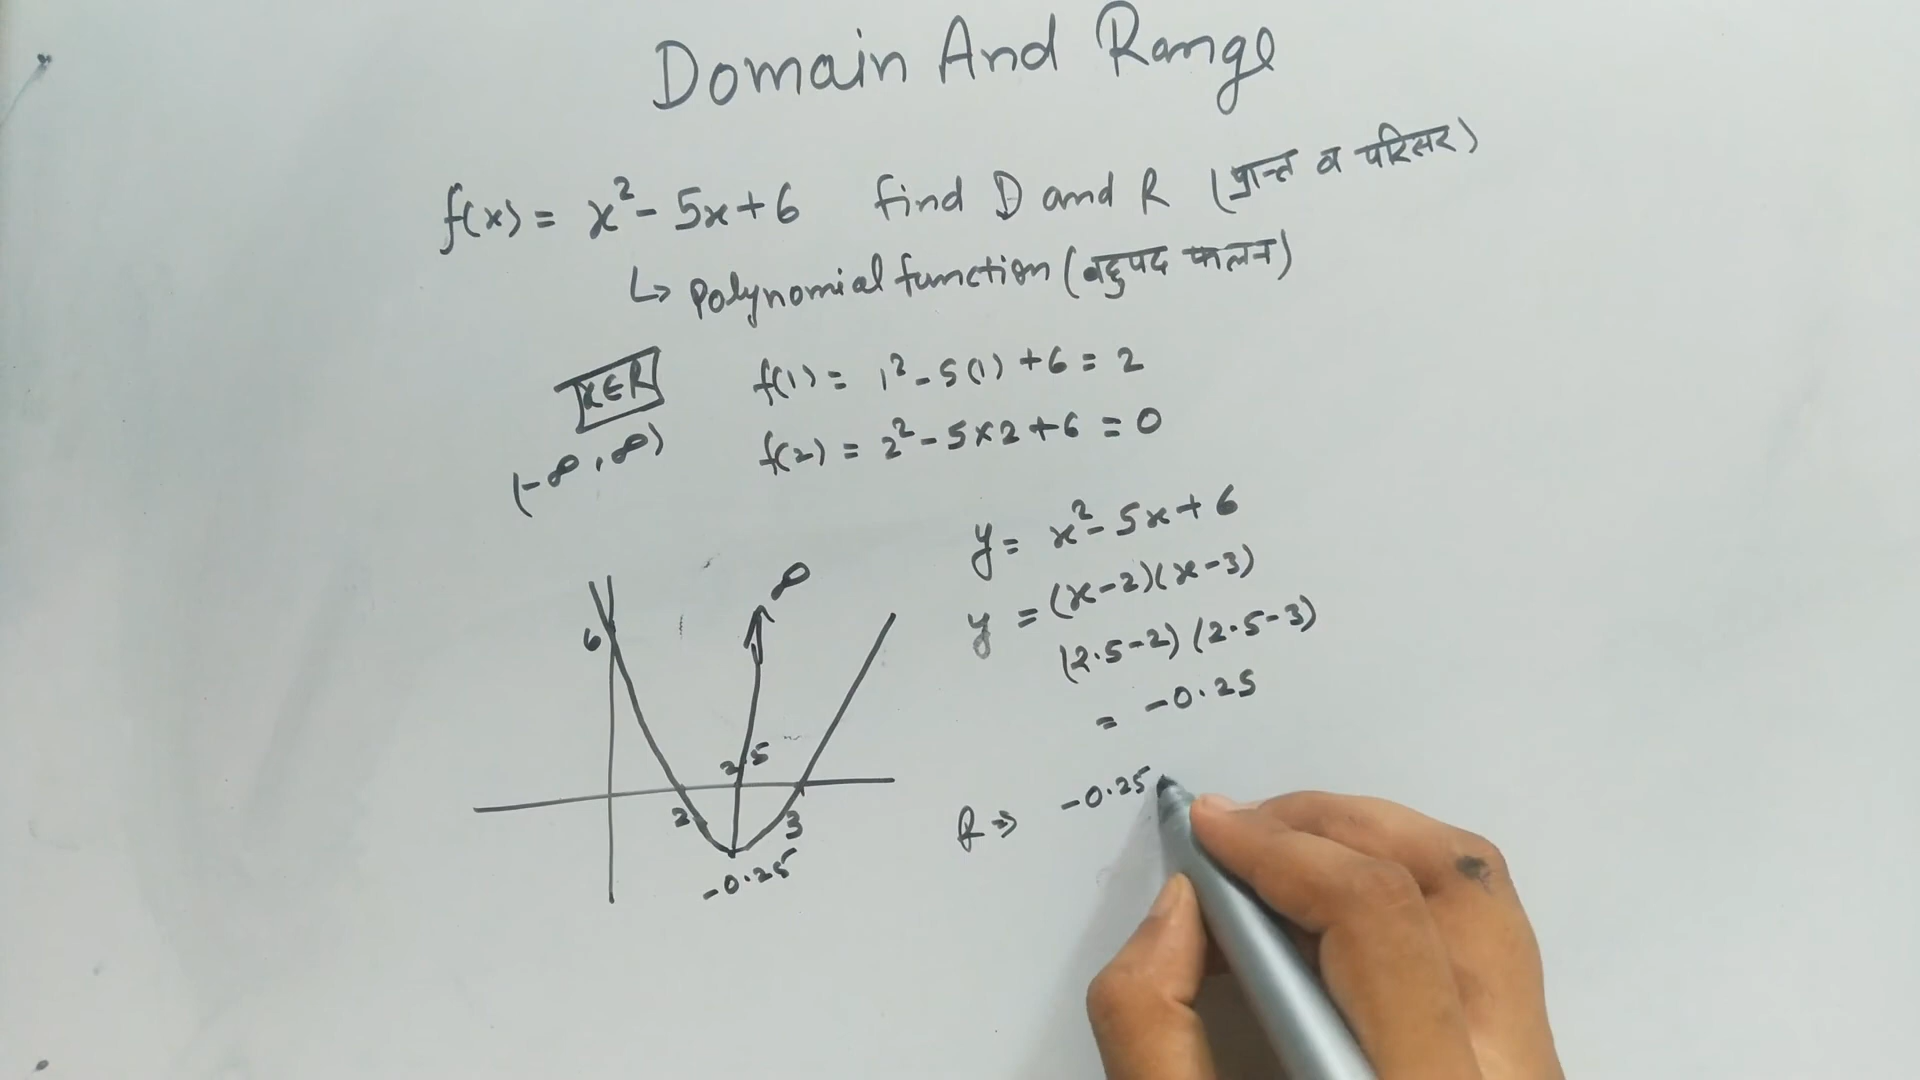 Domain And Range
f(x) = x² - 5x + 6 find D and R (प्रान्त व परिसर)
↳ polynomial function (बहुपद फलन)
x∈R
(-∞, ∞)
f(1) = 1² - 5(1) + 6 = 2
f(2) = 2² - 5×2 + 6 = 0
y = x² - 5x + 6
y = (x-2)(x-3)
(2.5-2)(2.5-3)
= -0.25
∞
6
2.5
2
3
-0.25
R ⇒ -0.25